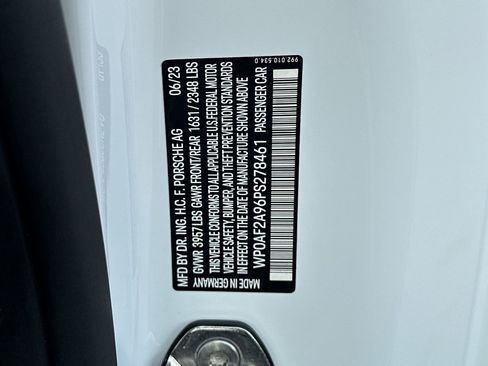 MFD BY DR. ING. H.C. F. PORSCHE AG 06/23
GVWR 3957LBS GAWR FRONT/REAR 1631/2348 LBS
THIS VEHICLE CONFORMS TO ALL APPLICABLE U.S. FEDERAL MOTOR
VEHICLE SAFETY, BUMPER, AND THEFT PREVENTION STANDARDS
IN EFFECT ON THE DATE OF MANUFACTURE SHOWN ABOVE
WP0AF2A96PS278461 PASSENGER CAR
MADE IN GERMANY
992.010.534.0